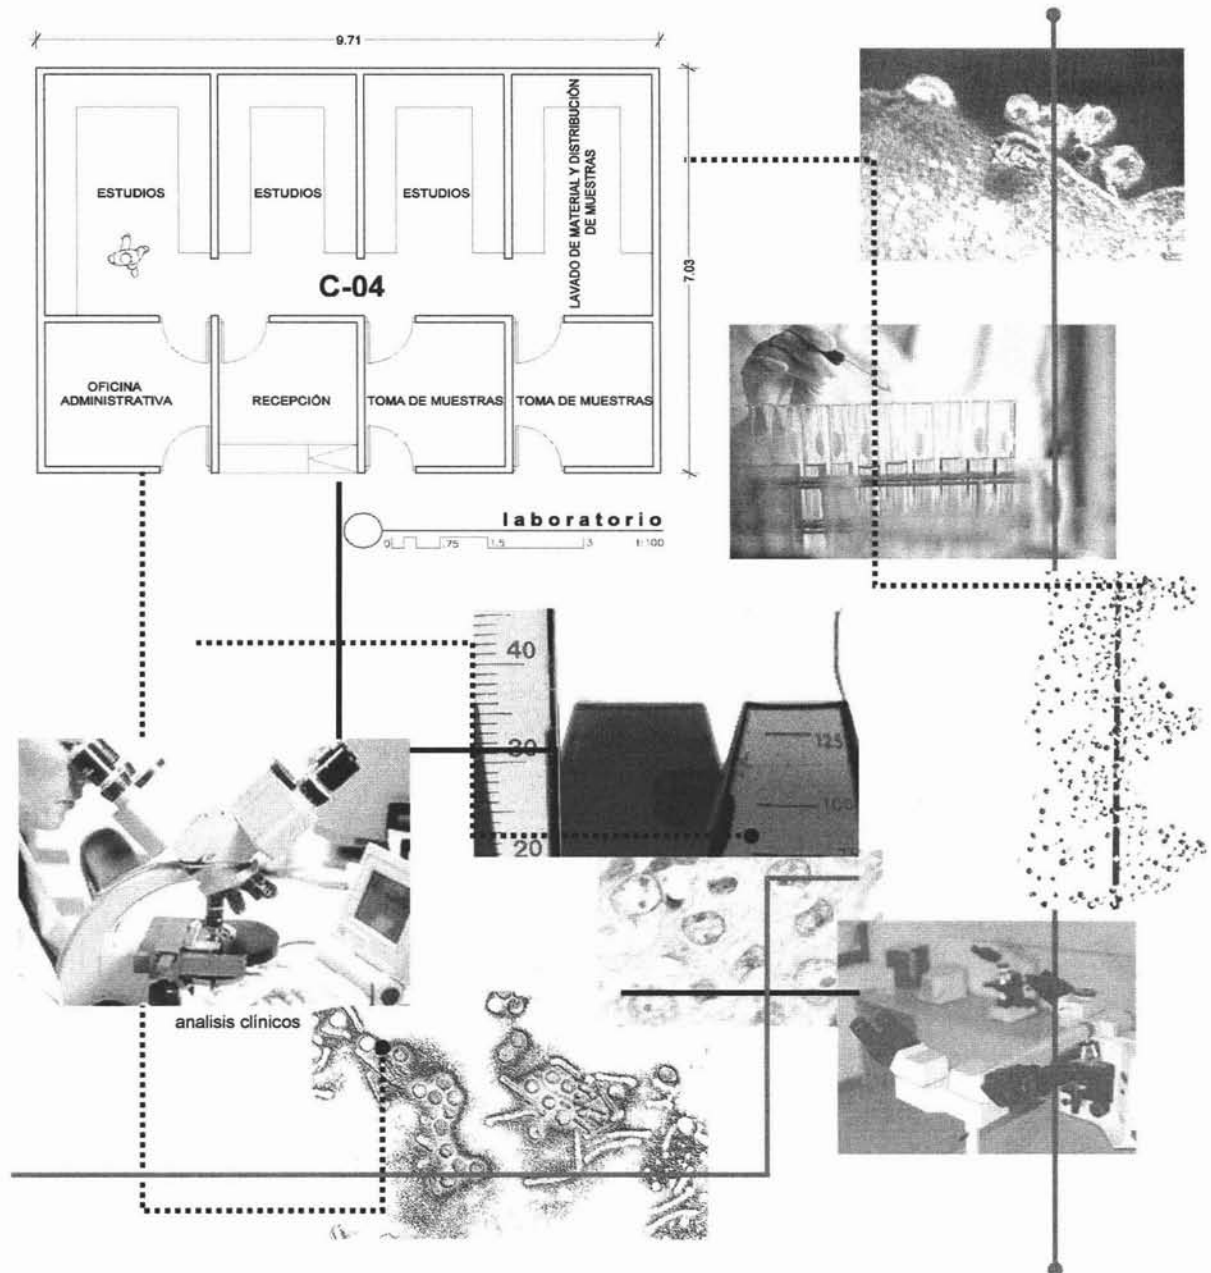 9.71
ESTUDIOS
ESTUDIOS
ESTUDIOS
LAVADO DE MATERIAL Y DISTRIBUCIÓN
DE MUESTRAS
7.03
C-04
OFICINA
ADMINISTRATIVA
RECEPCIÓN
TOMA DE MUESTRAS
TOMA DE MUESTRAS
laboratorio
0 .75 1.5 3 1:100
40
30
20
125
100
analisis clínicos